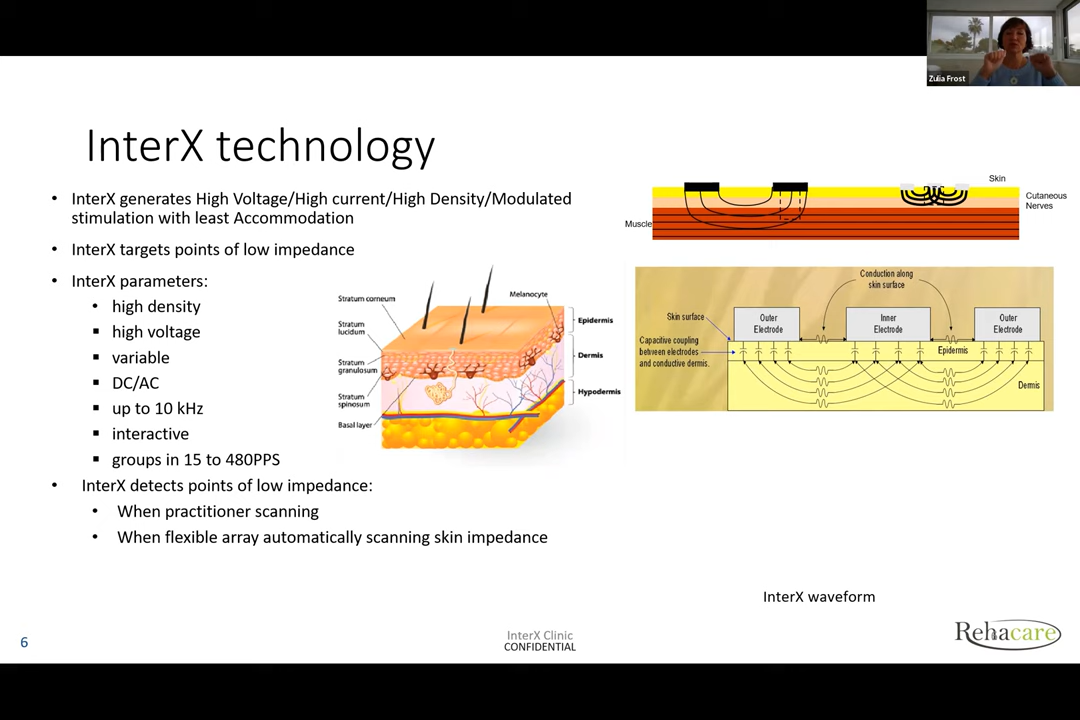 Zulia Frost
InterX technology
• InterX generates High Voltage/High current/High Density/Modulated
stimulation with least Accommodation
• InterX targets points of low impedance
• InterX parameters:
• high density
▪ high voltage
▪ variable
▪ DC/AC
▪ up to 10 kHz
▪ interactive
▪ groups in 15 to 480PPS
• InterX detects points of low impedance:
• When practitioner scanning
• When flexible array automatically scanning skin impedance
Stratum corneum
Stratum
lucidum
Stratum
granulosum
Stratum
spinosum
Basal layer
Melanocyte
Epidermis
Dermis
Hypodermis
Skin
Cutaneous
Nerves
Muscle
Conduction along
skin surface
Skin surface
Outer
Electrode
Inner
Electrode
Outer
Electrode
Capacitive coupling
between electrodes
and conductive dermis.
Epidermis
Dermis
InterX waveform
6
InterX Clinic
CONFIDENTIAL
Rehacare